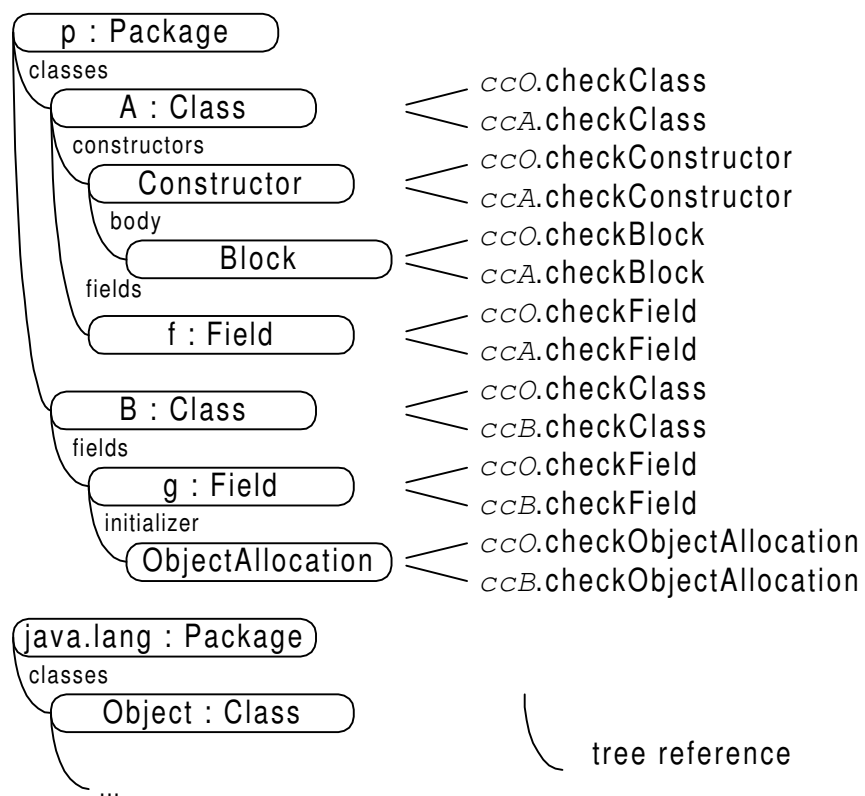 p : Package
classes
A : Class
ccO.checkClass
ccA.checkClass
constructors
Constructor
ccO.checkConstructor
ccA.checkConstructor
body
Block
ccO.checkBlock
ccA.checkBlock
fields
f : Field
ccO.checkField
ccA.checkField
B : Class
ccO.checkClass
ccB.checkClass
fields
g : Field
ccO.checkField
ccB.checkField
initializer
ObjectAllocation
ccO.checkObjectAllocation
ccB.checkObjectAllocation
java.lang : Package
classes
Object : Class
...
tree reference